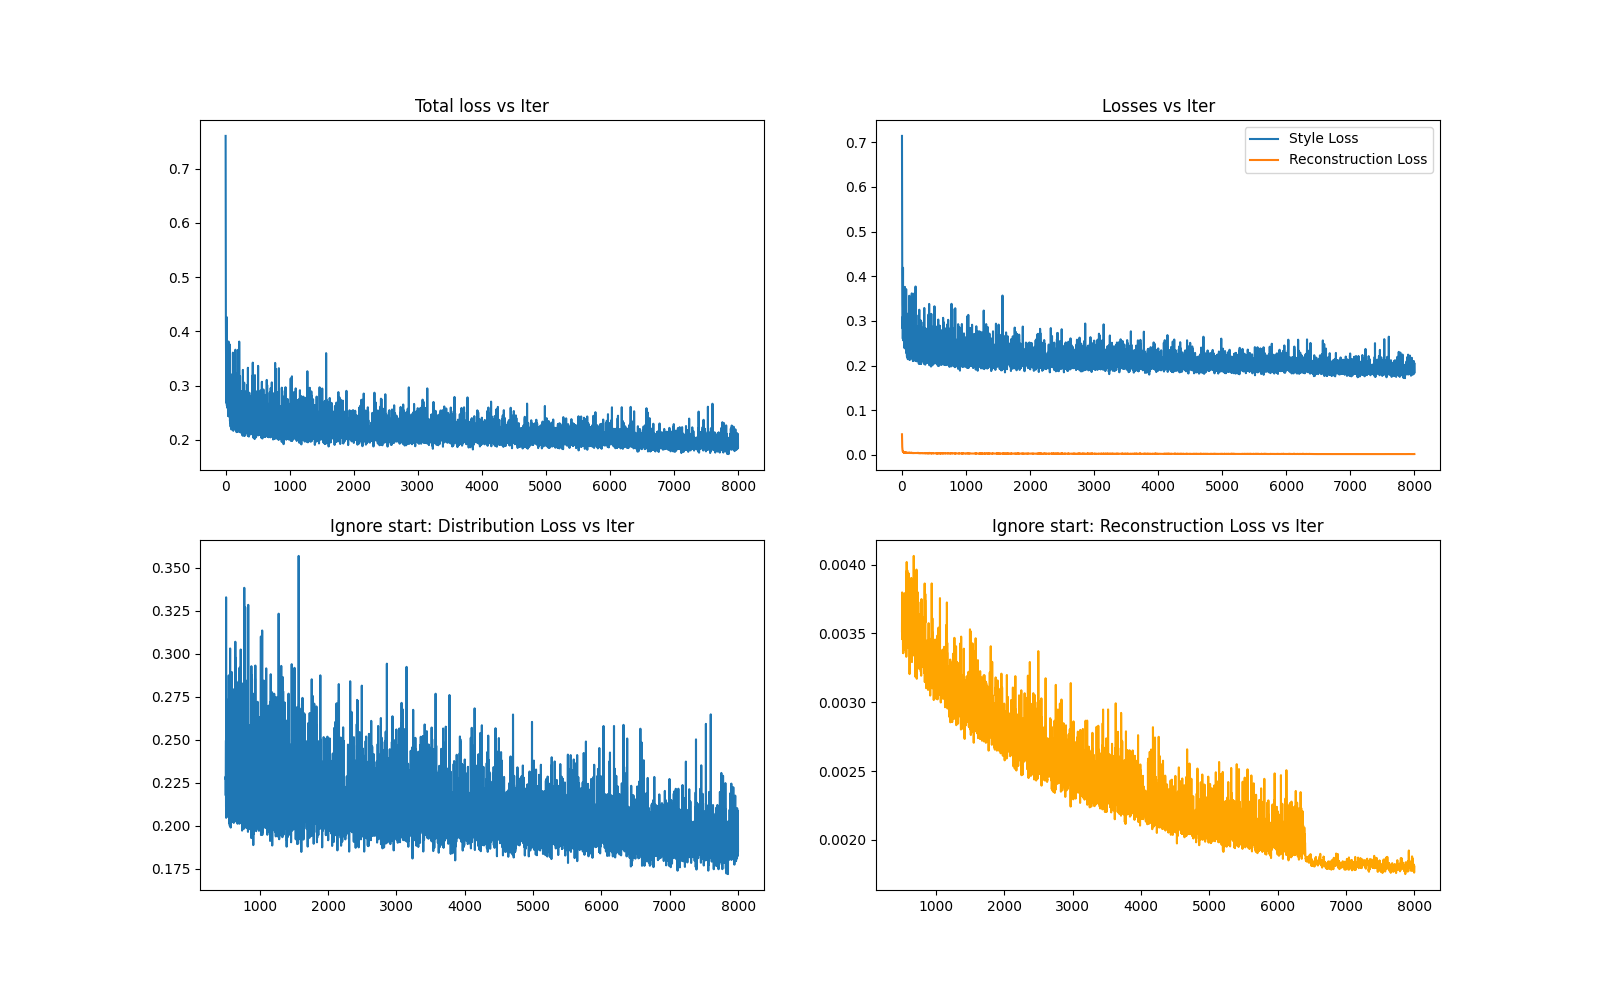 Total loss vs Iter
0.7
0.6
0.5
0.4
0.3
0.2
0 1000 2000 3000 4000 5000 6000 7000 8000
Losses vs Iter
Style Loss
Reconstruction Loss
0.7
0.6
0.5
0.4
0.3
0.2
0.1
0.0
0 1000 2000 3000 4000 5000 6000 7000 8000
Ignore start: Distribution Loss vs Iter
0.350
0.325
0.300
0.275
0.250
0.225
0.200
0.175
1000 2000 3000 4000 5000 6000 7000 8000
Ignore start: Reconstruction Loss vs Iter
0.0040
0.0035
0.0030
0.0025
0.0020
1000 2000 3000 4000 5000 6000 7000 8000